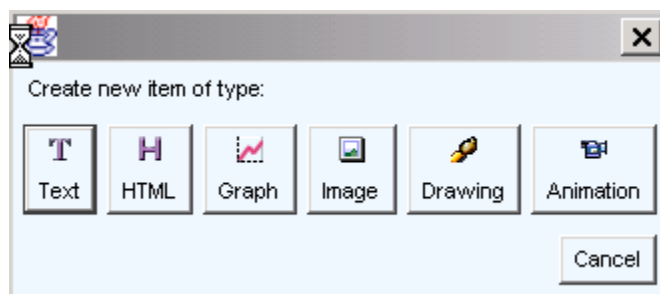 Create new item of type:
Text HTML Graph Image Drawing Animation
Cancel